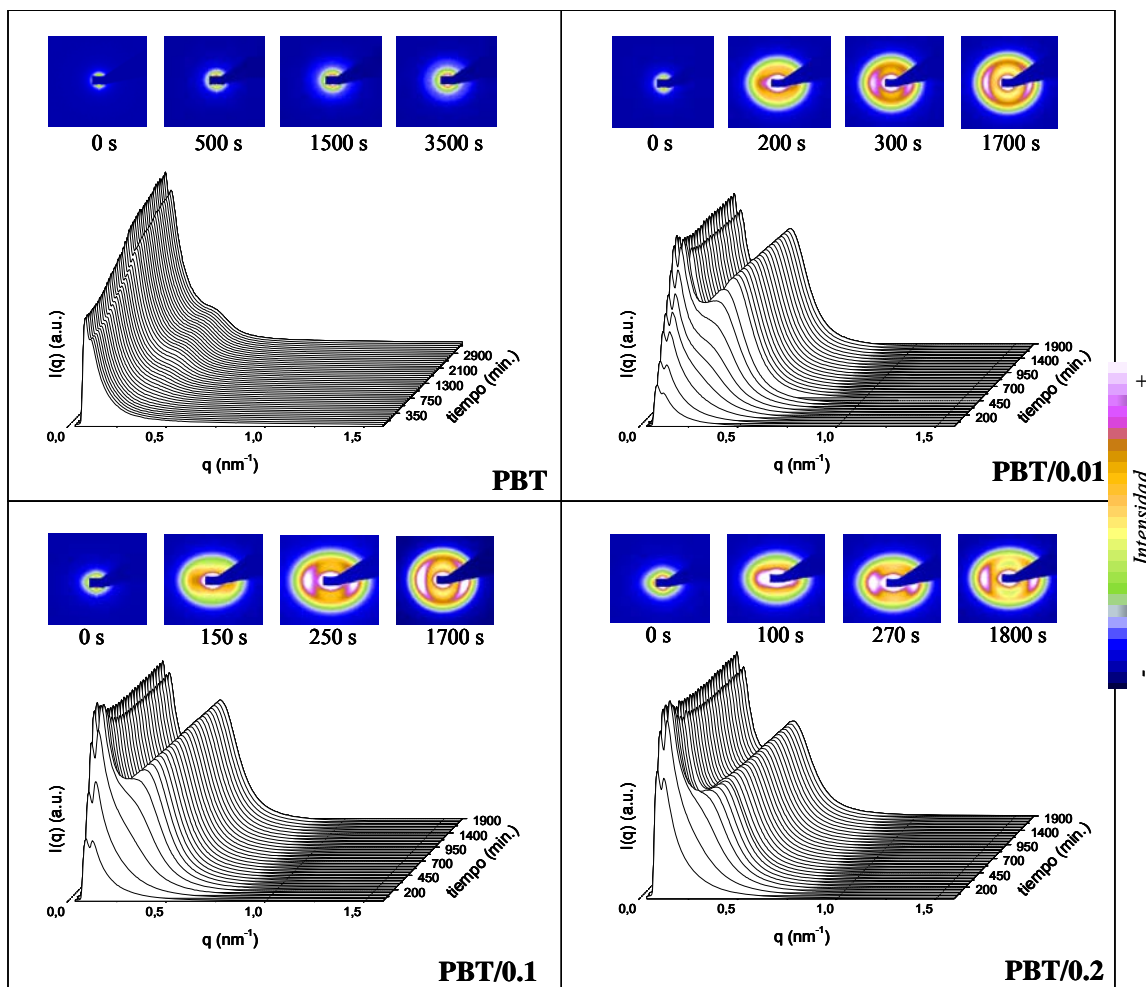 0 s 500 s 1500 s 3500 s
I(q) (a.u.)
2900
2100
1300
750
350
tiempo (min.)
0,0 0,5 1,0 1,5
q (nm⁻¹)
PBT
0 s 200 s 300 s 1700 s
I(q) (a.u.)
1900
1400
950
700
450
200
tiempo (min.)
0,0 0,5 1,0 1,5
q (nm⁻¹)
PBT/0.01
0 s 150 s 250 s 1700 s
I(q) (a.u.)
1900
1400
950
700
450
200
tiempo (min.)
0,0 0,5 1,0 1,5
q (nm⁻¹)
PBT/0.1
0 s 100 s 270 s 1800 s
I(q) (a.u.)
1900
1400
950
700
450
200
tiempo (min.)
0,0 0,5 1,0 1,5
q (nm⁻¹)
PBT/0.2
+
Intensidad
-